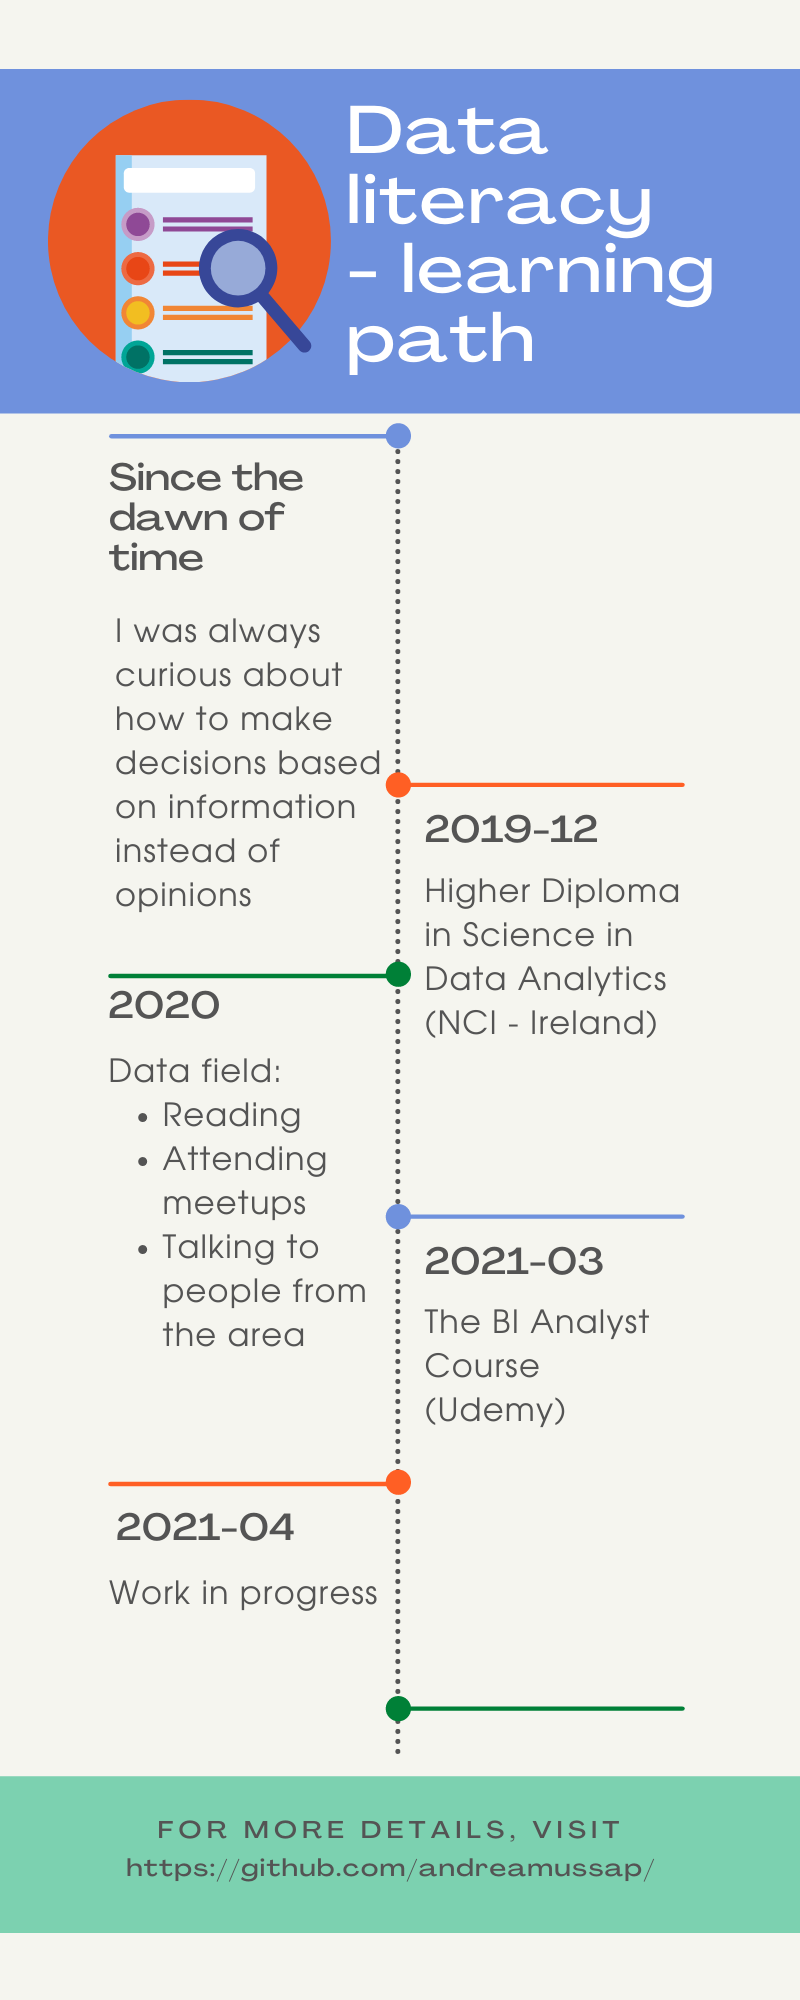 Data
literacy
- learning
path
Since the
dawn of
time
I was always
curious about
how to make
decisions based
on information
instead of
opinions
2019-12
Higher Diploma
in Science in
Data Analytics
(NCI - Ireland)
2020
Data field:
• Reading
• Attending
meetups
• Talking to
people from
the area
2021-03
The BI Analyst
Course
(Udemy)
2021-04
Work in progress
FOR MORE DETAILS, VISIT
https://github.com/andreamussap/